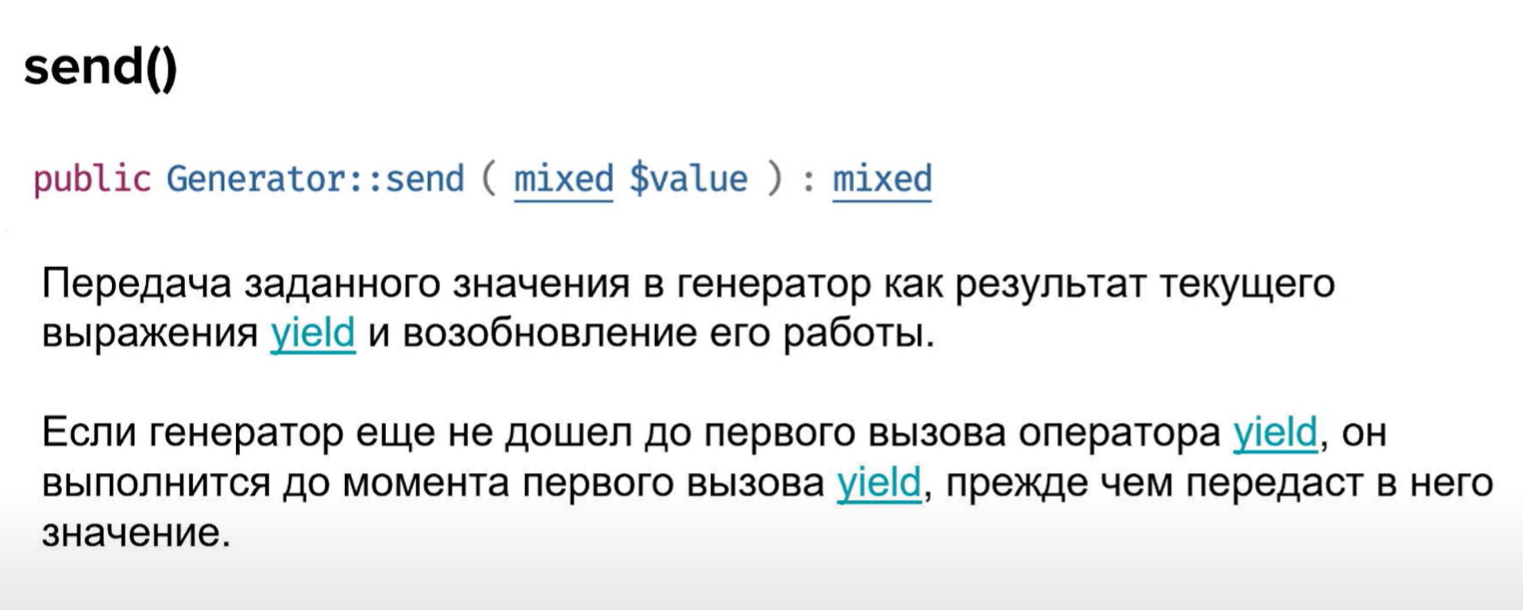 send()
public Generator::send ( mixed $value ) : mixed
Передача заданного значения в генератор как результат текущего
выражения yield и возобновление его работы.
Если генератор еще не дошел до первого вызова оператора yield, он
выполнится до момента первого вызова yield, прежде чем передаст в него
значение.